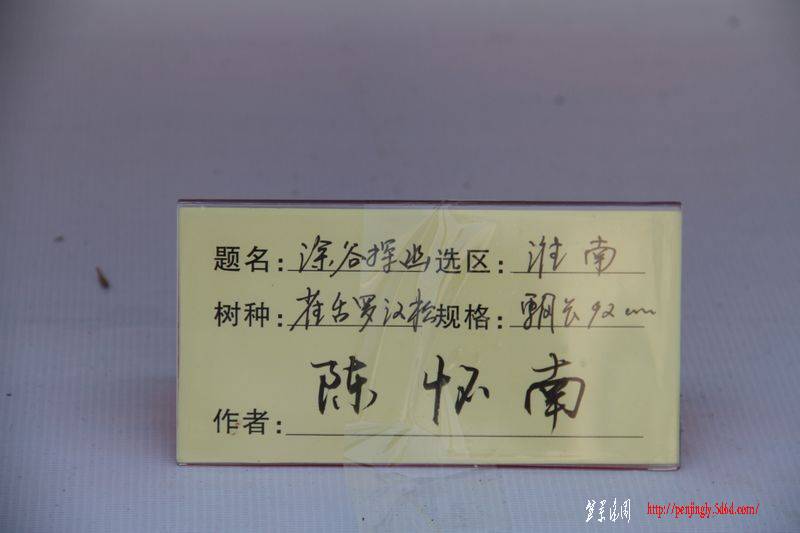 题名: 深谷探幽 选区: 淮南
树种: 雀舌罗汉松 规格: 飘长92cm
作者: 陈怀南
http://penjingly.5d6d.com/